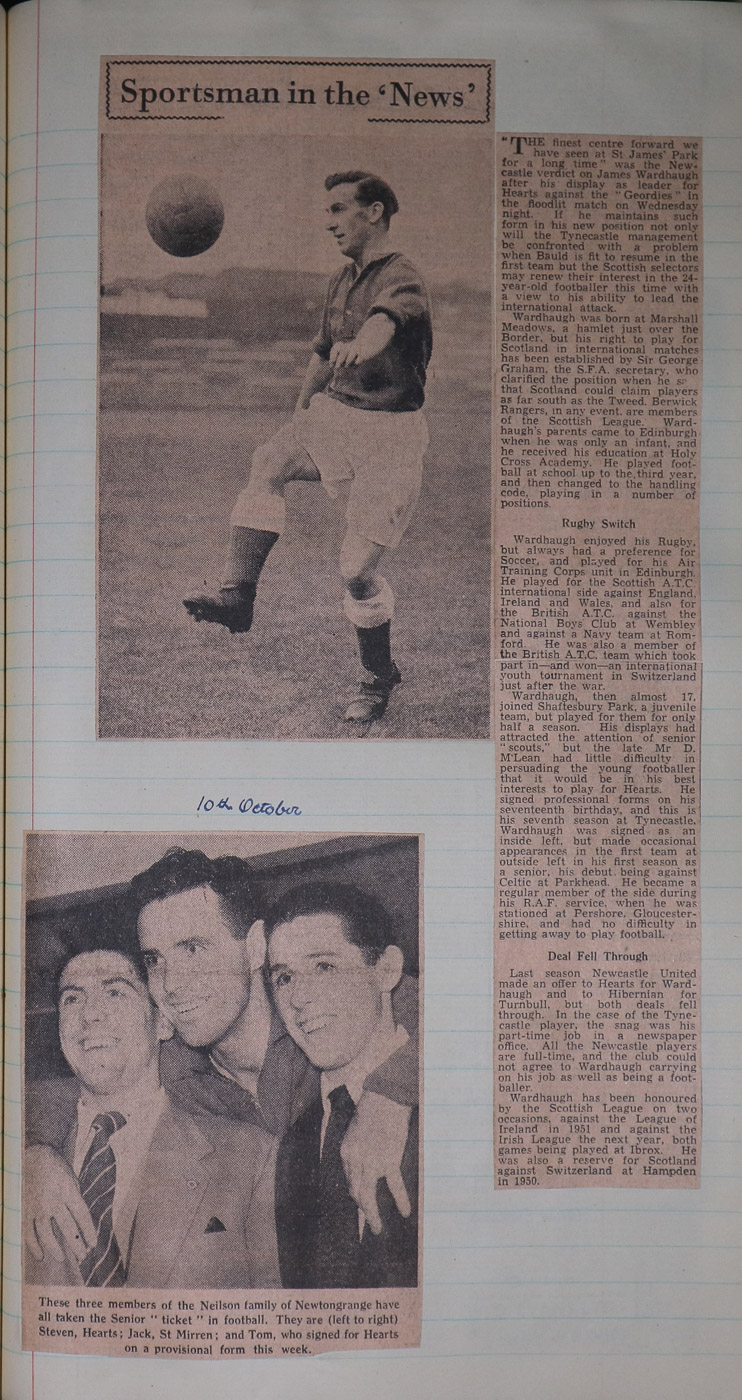 Sportsman in the ‘News’
“THE finest centre forward we
have seen at St James’ Park
for a long time” was the New-
castle verdict on James Wardhaugh
after his display as leader for
Hearts against the “Geordies” in
the floodlit match on Wednesday
night. If he maintains such
form in his new position not only
will the Tynecastle management
be confronted with a problem
when Bauld is fit to resume in the
first team but the Scottish selectors
may renew their interest in the 24-
year-old footballer this time with
a view to his ability to lead the
international attack.
Wardhaugh was born at Marshall
Meadows, a hamlet just over the
Border, but his right to play for
Scotland in international matches
has been established by Sir George
Graham, the S.F.A. secretary, who
clarified the position when he
that Scotland could claim players
as far south as the Tweed. Berwick
Rangers, in any event, are members
of the Scottish League. Ward-
haugh’s parents came to Edinburgh
when he was only an infant, and
he received his education at Holy
Cross Academy. He played foot-
ball at school up to the third year,
and then changed to the handling
code, playing in a number of
positions.
Rugby Switch
Wardhaugh enjoyed his Rugby,
but always had a preference for
Soccer, and played for his Air
Training Corps unit in Edinburgh.
He played for the Scottish A.T.C.
international side against England,
Ireland and Wales, and also for
the British A.T.C. against the
National Boys Club at Wembley
and against a Navy team at Rom-
ford. He was also a member of
the British A.T.C. team which took
part in—and won—an international
youth tournament in Switzerland
just after the war.
Wardhaugh, then almost 17,
joined Shaftesbury Park, a juvenile
team, but played for them for only
half a season. His displays had
attracted the attention of senior
“scouts,” but the late Mr D.
M‘Lean had little difficulty in
persuading the young footballer
that it would be in his best
interests to play for Hearts. He
signed professional forms on his
seventeenth birthday, and this is
his seventh season at Tynecastle.
Wardhaugh was signed as an
inside left, but made occasional
appearances in the first team at
outside left in his first season as
a senior, his debut being against
Celtic at Parkhead. He became a
regular member of the side during
his R.A.F. service, when he was
stationed at Pershore, Gloucester-
shire, and had no difficulty in
getting away to play football.
Deal Fell Through
Last season Newcastle United
made an offer to Hearts for Ward-
haugh and to Hibernian for
Turnbull, but both deals fell
through. In the case of the Tyne-
castle player, the snag was his
part-time job in a newspaper
office. All the Newcastle players
are full-time, and the club could
not agree to Wardhaugh carrying
on his job as well as being a foot-
baller.
Wardhaugh has been honoured
by the Scottish League on two
occasions, against the League of
Ireland in 1951 and against the
Irish League the next year, both
games being played at Ibrox. He
was also a reserve for Scotland
against Switzerland at Hampden
in 1950.
10th October
These three members of the Neilson family of Newtongrange have
all taken the Senior “ ticket ” in football. They are (left to right)
Steven, Hearts; Jack, St Mirren; and Tom, who signed for Hearts
on a provisional form this week.